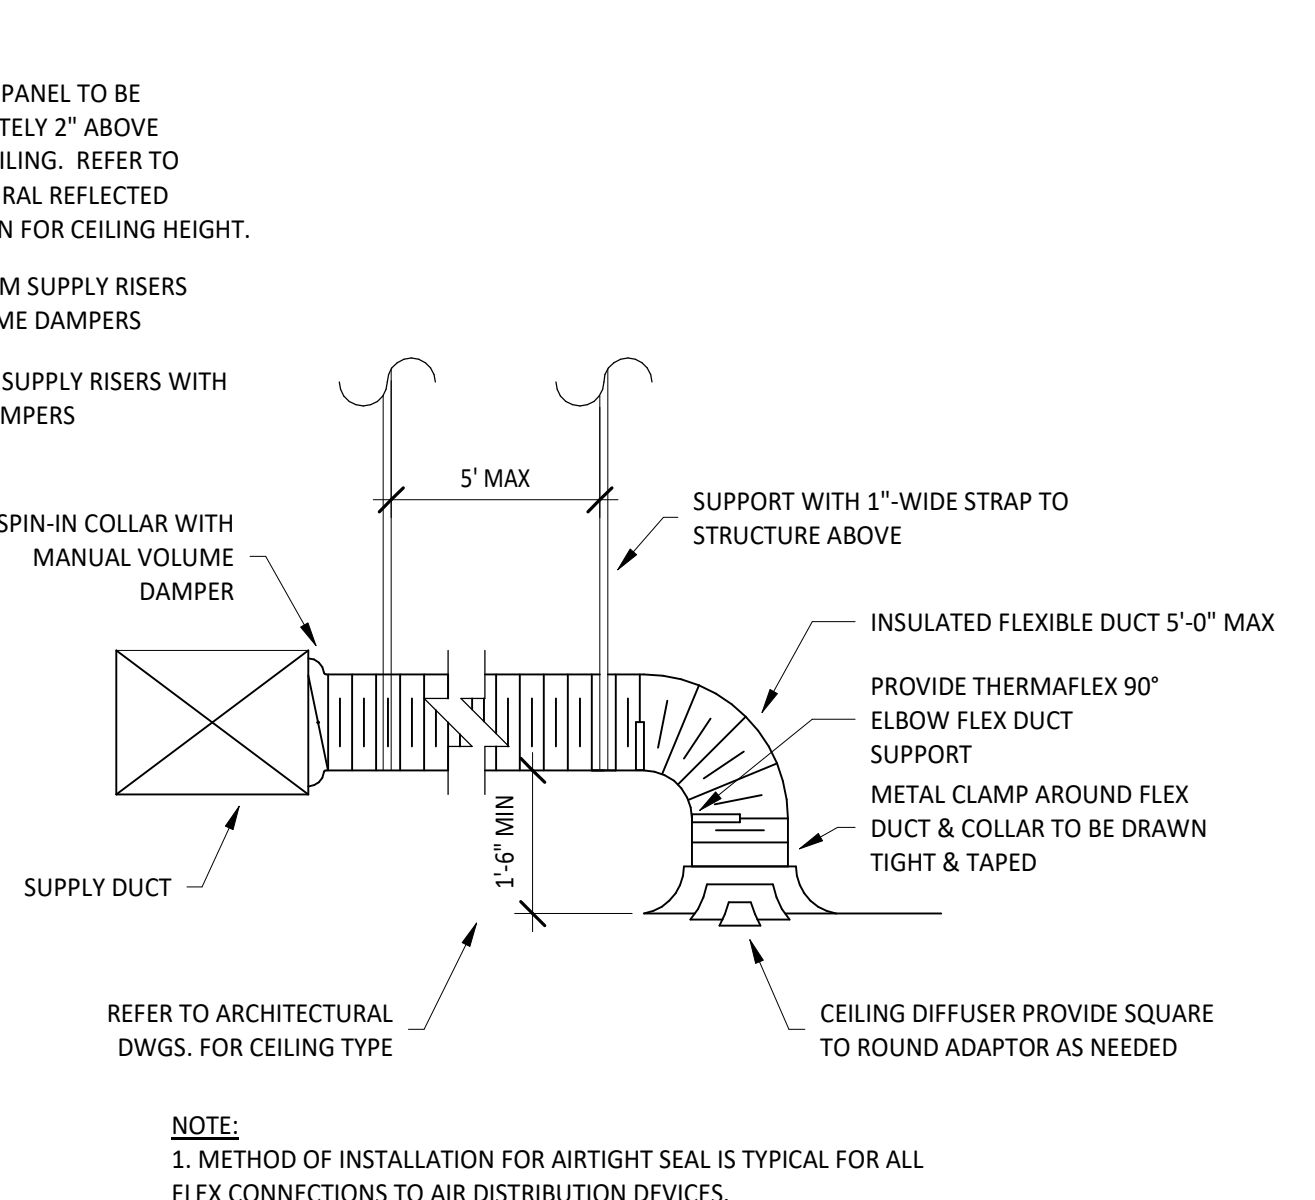 PANEL TO BE
TELY 2" ABOVE
ILING. REFER TO
RAL REFLECTED
N FOR CEILING HEIGHT.
M SUPPLY RISERS
ME DAMPERS
SUPPLY RISERS WITH
MPERS
5' MAX
SUPPORT WITH 1"-WIDE STRAP TO
STRUCTURE ABOVE
SPIN-IN COLLAR WITH
MANUAL VOLUME
DAMPER
INSULATED FLEXIBLE DUCT 5'-0" MAX
PROVIDE THERMAFLEX 90°
ELBOW FLEX DUCT
SUPPORT
METAL CLAMP AROUND FLEX
DUCT & COLLAR TO BE DRAWN
TIGHT & TAPED
1'-6" MIN
SUPPLY DUCT
REFER TO ARCHITECTURAL
DWGS. FOR CEILING TYPE
CEILING DIFFUSER PROVIDE SQUARE
TO ROUND ADAPTOR AS NEEDED
NOTE:
1. METHOD OF INSTALLATION FOR AIRTIGHT SEAL IS TYPICAL FOR ALL
FLEX CONNECTIONS TO AIR DISTRIBUTION DEVICES.